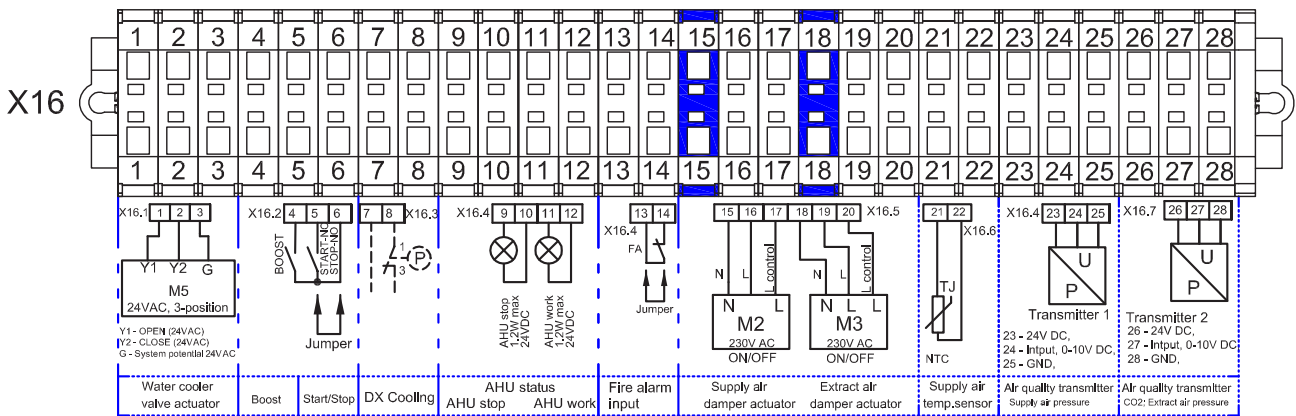 1 2 3 4 5 6 7 8 9 10 11 12 13 14 15 16 17 18 19 20 21 22 23 24 25 26 27 28
X16
1 2 3 4 5 6 7 8 9 10 11 12 13 14 15 16 17 18 19 20 21 22 23 24 25 26 27 28
X16.1 1 2 3
Y1 Y2 G
M5
24VAC, 3-position
Y1 - OPEN (24VAC)
Y2 - CLOSE (24VAC)
G - System potential 24VAC
X16.2 4 5 6
BOOST
START-NC
STOP-NO
Jumper
7 8 X16.3
1
3
P
X16.4 9 10 11 12
AHU stop
1.2W max
24VDC
AHU work
1.2W max
24VDC
13 14
X16.4
FA
Jumper
15 16 17 18 19 20 X16.5
N L L control N L control L
N L
M2
230V AC
ON/OFF
N L L
M3
230V AC
ON/OFF
21 22
X16.6
TJ
NTC
X16.4 23 24 25
U
P
Transmitter 1
23 - 24V DC,
24 - Intput, 0-10V DC,
25 - GND,
X16.7 26 27 28
U
P
Transmitter 2
26 - 24V DC,
27 - Intput, 0-10V DC
28 - GND,
Water cooler
valve actuator
Boost
Start/Stop
DX Cooling
AHU status
AHU stop AHU work
Fire alarm
input
Supply air
damper actuator
Extract air
damper actuator
Supply air
temp.sensor
Air quality transmitter
Supply air pressure
Air quality transmitter
CO2; Extract air pressure